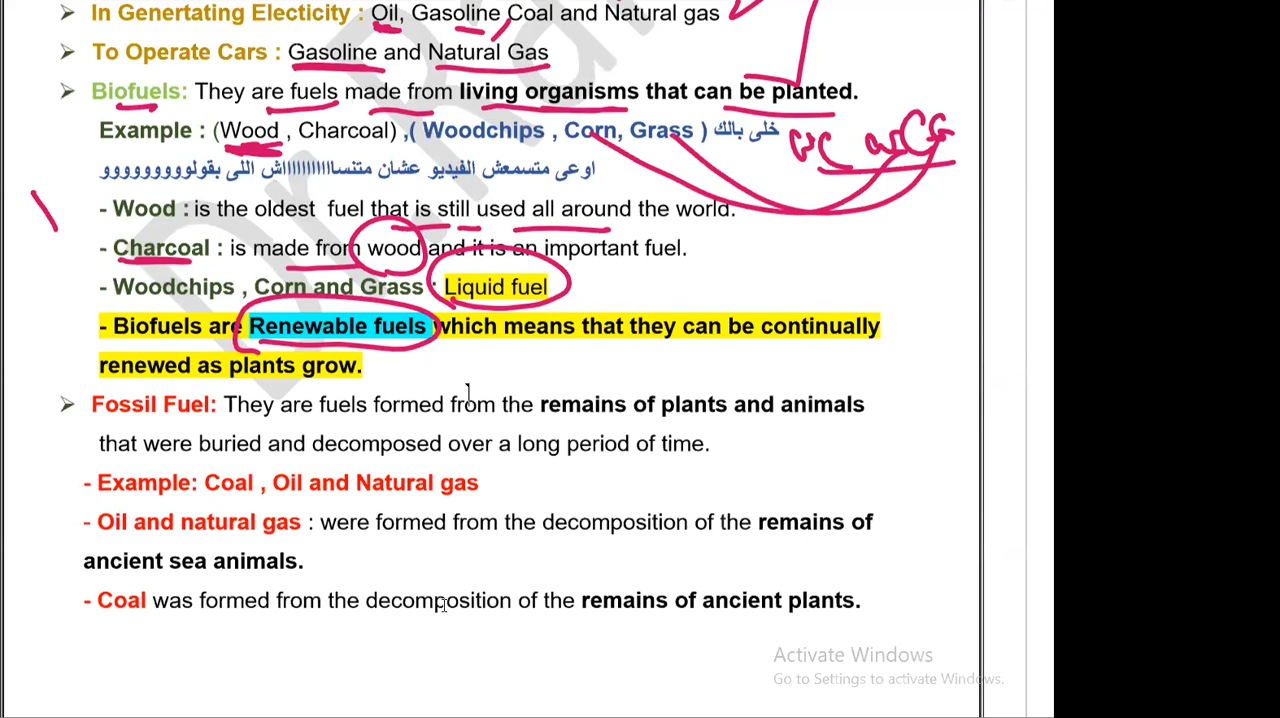 In Genertating Electicity : Oil, Gasoline Coal and Natural gas
To Operate Cars : Gasoline and Natural Gas
Biofuels: They are fuels made from living organisms that can be planted.
Example : (Wood , Charcoal) ,( Woodchips , Corn, Grass ) خلى بالك
اوعى متسمعش الفيديو عشان متنسااااااااااااش اللى بقولوووووووووو
- Wood : is the oldest fuel that is still used all around the world.
- Charcoal : is made from wood and it is an important fuel.
- Woodchips , Corn and Grass : Liquid fuel
- Biofuels are Renewable fuels which means that they can be continually
renewed as plants grow.
Fossil Fuel: They are fuels formed from the remains of plants and animals
that were buried and decomposed over a long period of time.
- Example: Coal , Oil and Natural gas
- Oil and natural gas : were formed from the decomposition of the remains of
ancient sea animals.
- Coal was formed from the decomposition of the remains of ancient plants.
Activate Windows
Go to Settings to activate Windows.